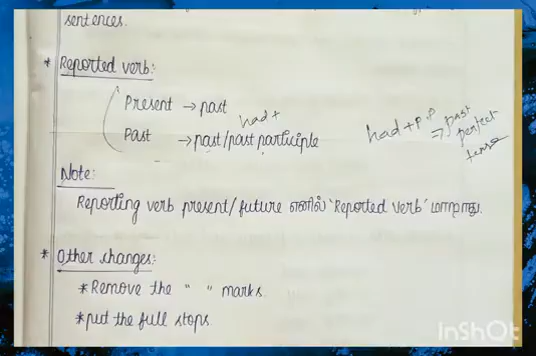 sentences.
* Reported verb:
Present → past
had +
Past → past/past participle
had + P.P
⇒ past
perfect
tense
Note:
Reporting verb present/future எனில் 'Reported verb' மாறாது.
* Other changes:
* Remove the " " marks.
* put the full stops.
InShOt